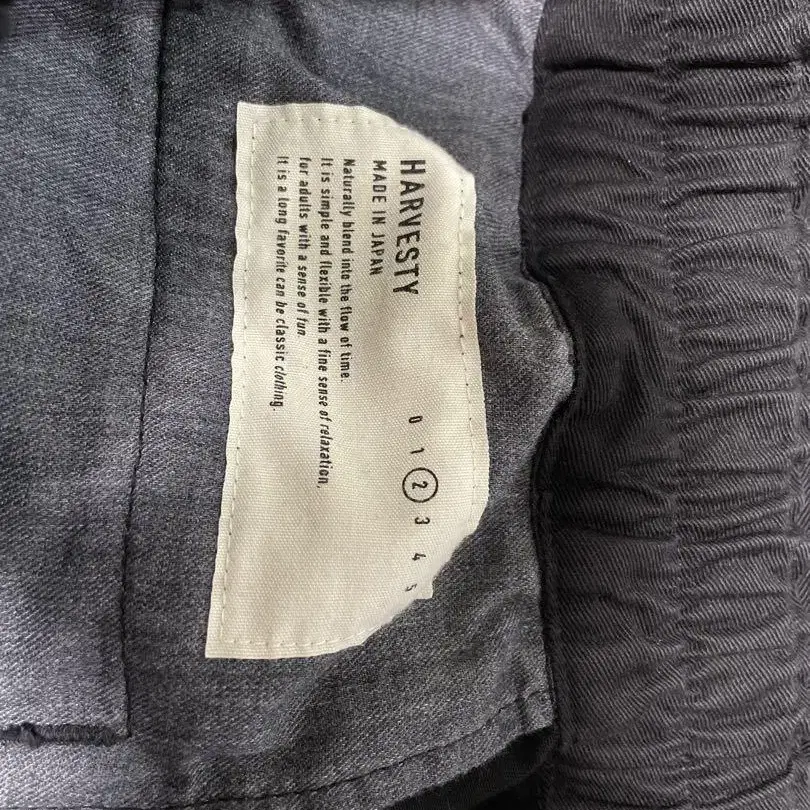 HARVESTY
MADE IN JAPAN
Naturally blend into the flow of time.
It is simple and flexible with a fine sense of relaxation,
for adults with a sense of fun.
It is a long favorite can be classic clothing.
0 1 2 3 4 5